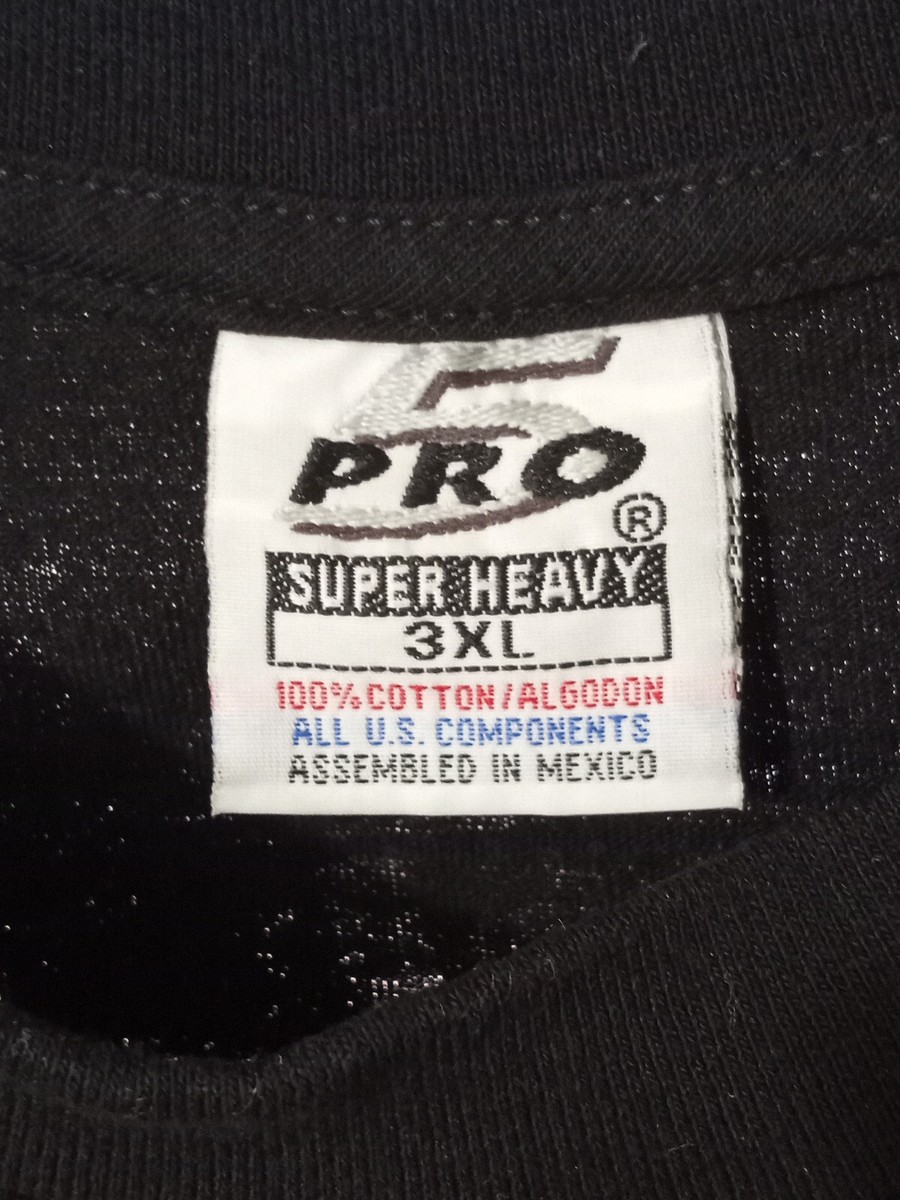 5
PRO
®
SUPER HEAVY
3XL
100% COTTON/ALGODON
ALL U.S. COMPONENTS
ASSEMBLED IN MEXICO